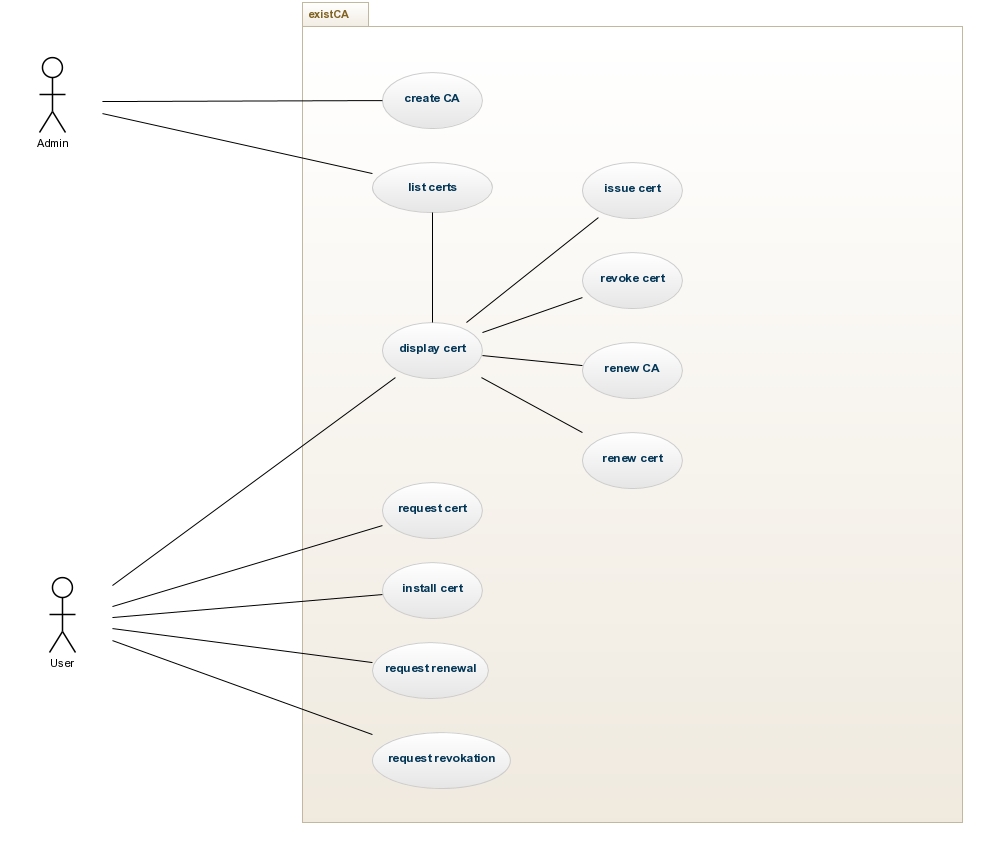 existCA
Admin
create CA
list certs
issue cert
revoke cert
display cert
renew CA
renew cert
request cert
install cert
User
request renewal
request revokation